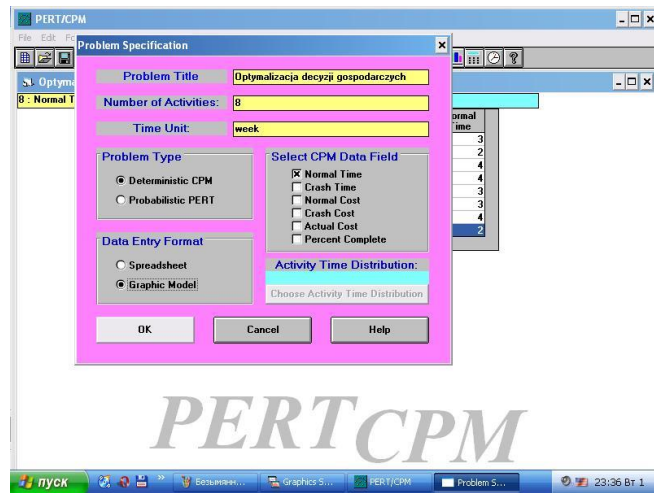 PERT/CPM
File Edit Fo
Problem Specification
Optyma
8 : Normal T
Problem Title
Optymalizacja decyzji gospodarczych
Number of Activities:
8
Time Unit:
week
ormal
ime
3
2
4
4
3
3
4
2
Problem Type
Deterministic CPM
Probabilistic PERT
Select CPM Data Field
Normal Time
Crash Time
Normal Cost
Crash Cost
Actual Cost
Percent Complete
Data Entry Format
Spreadsheet
Graphic Model
Activity Time Distribution:
Choose Activity Time Distribution
OK Cancel Help
PERT CPM
пуск » Безымянн... Graphics S... PERT/CPM Problem S... 23:36 Вт 1